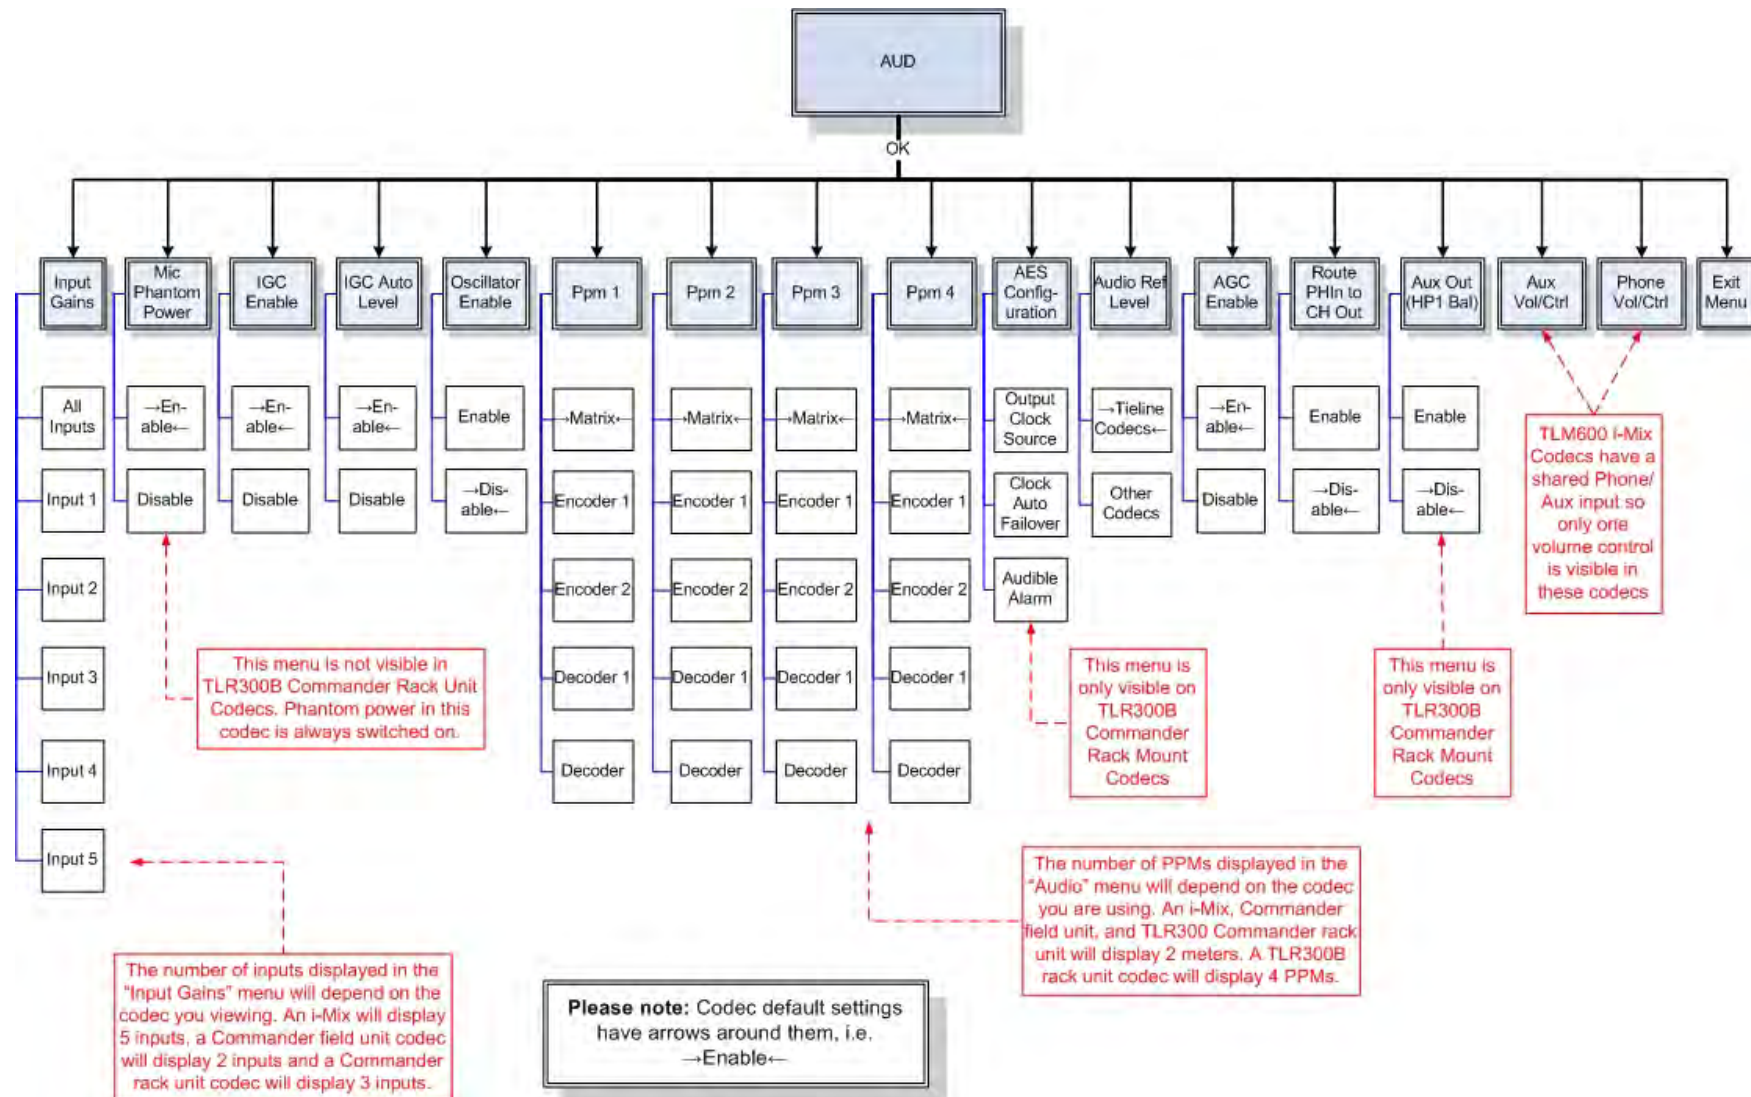 AUD
OK
Input
Gains
Mic
Phantom
Power
IGC
Enable
IGC Auto
Level
Oscillator
Enable
Ppm 1
Ppm 2
Ppm 3
Ppm 4
AES
Config-
uration
Audio Ref
Level
AGC
Enable
Route
PHIn to
CH Out
Aux Out
(HP1 Bal)
Aux
Vol/Ctrl
Phone
Vol/Ctrl
Exit
Menu
All
Inputs
Input 1
Input 2
Input 3
Input 4
Input 5
→En-
able←
Disable
→En-
able←
Disable
→En-
able←
Disable
Enable
→Dis-
able←
→Matrix←
Encoder 1
Encoder 2
Decoder 1
Decoder
→Matrix←
Encoder 1
Encoder 2
Decoder 1
Decoder
→Matrix←
Encoder 1
Encoder 2
Decoder 1
Decoder
→Matrix←
Encoder 1
Encoder 2
Decoder 1
Decoder
Output
Clock
Source
Clock
Auto
Failover
Audible
Alarm
→Tieline
Codecs←
Other
Codecs
→En-
able←
Disable
Enable
→Dis-
able←
Enable
→Dis-
able←
TLM600 I-Mix
Codecs have a
shared Phone/
Aux input so
only one
volume control
is visible in
these codecs
This menu is not visible in
TLR300B Commander Rack Unit
Codecs. Phantom power in this
codec is always switched on.
This menu is
only visible on
TLR300B
Commander
Rack Mount
Codecs
This menu is
only visible on
TLR300B
Commander
Rack Mount
Codecs
The number of PPMs displayed in the
“Audio” menu will depend on the codec
you are using. An i-Mix, Commander
field unit, and TLR300 Commander rack
unit will display 2 meters. A TLR300B
rack unit codec will display 4 PPMs.
The number of inputs displayed in the
“Input Gains” menu will depend on the
codec you viewing. An i-Mix will display
5 inputs, a Commander field unit codec
will display 2 inputs and a Commander
rack unit codec will display 3 inputs.
Please note: Codec default settings
have arrows around them, i.e.
→Enable←